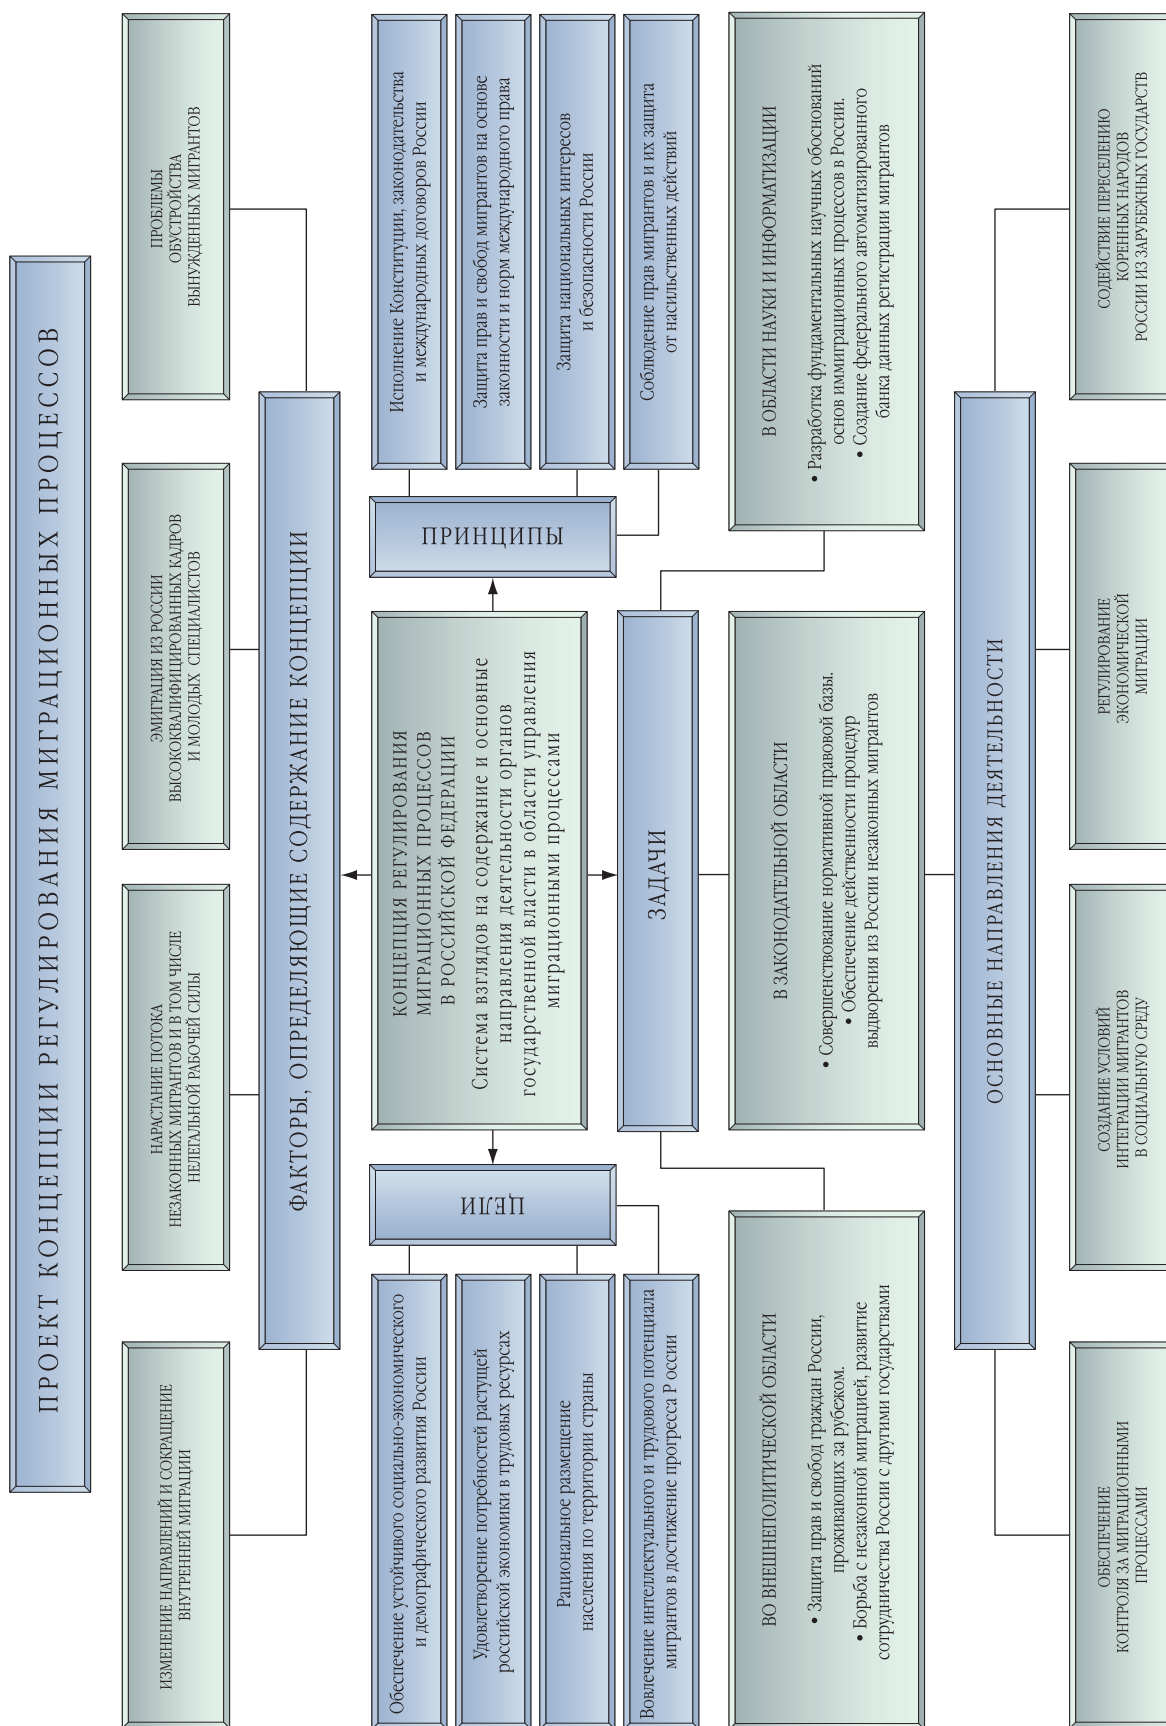 ПРОЕКТ КОНЦЕПЦИИ РЕГУЛИРОВАНИЯ МИГРАЦИОННЫХ ПРОЦЕССОВ
ИЗМЕНЕНИЕ НАПРАВЛЕНИЙ И СОКРАЩЕНИЕ
ВНУТРЕННЕЙ МИГРАЦИИ
НАРАСТАНИЕ ПОТОКА
НЕЗАКОННЫХ МИГРАНТОВ И В ТОМ ЧИСЛЕ
НЕЛЕГАЛЬНОЙ РАБОЧЕЙ СИЛЫ
ЭМИГРАЦИЯ ИЗ РОССИИ
ВЫСОКОКВАЛИФИЦИРОВАННЫХ КАДРОВ
И МОЛОДЫХ СПЕЦИАЛИСТОВ
ПРОБЛЕМЫ
ОБУСТРОЙСТВА
ВЫНУЖДЕННЫХ МИГРАНТОВ
ФАКТОРЫ, ОПРЕДЕЛЯЮЩИЕ СОДЕРЖАНИЕ КОНЦЕПЦИИ
Обеспечение устойчивого социально-экономического
и демографического развития России
Удовлетворение потребностей растущей
российской экономики в трудовых ресурсах
Рациональное размещение
населения по территории страны
Вовлечение интеллектуального и трудового потенциала
мигрантов в достижение прогресса Р оссии
ЦЕЛИ
КОНЦЕПЦИЯ РЕГУЛИРОВАНИЯ
МИГРАЦИОННЫХ ПРОЦЕССОВ
В РОССИЙСКОЙ ФЕДЕРАЦИИ
Система взглядов на содержание и основные
направления деятельности органов
государственной власти в области управления
миграционными процессами
ПРИНЦИПЫ
Исполнение Конституции, законодательства
и международных договоров России
Защита прав и свобод мигрантов на основе
законности и норм международного права
Защита национальных интересов
и безопасности России
Соблюдение прав мигрантов и их защита
от насильственных действий
ЗАДАЧИ
ВО ВНЕШНЕПОЛИТИЧЕСКОЙ ОБЛАСТИ
• Защита прав и свобод граждан России,
проживающих за рубежом.
• Борьба с незаконной миграцией, развитие
сотрудничества России с другими государствами
В ЗАКОНОДАТЕЛЬНОЙ ОБЛАСТИ
• Совершенствование нормативной правовой базы.
• Обеспечение действенности процедур
выдворения из России незаконных мигрантов
В ОБЛАСТИ НАУКИ И ИНФОРМАТИЗАЦИИ
• Разработка фундаментальных научных обоснований
основ иммиграционных процессов в России.
• Создание федерального автоматизированного
банка данных регистрации мигрантов
ОСНОВНЫЕ НАПРАВЛЕНИЯ ДЕЯТЕЛЬНОСТИ
ОБЕСПЕЧЕНИЕ
КОНТРОЛЯ ЗА МИГРАЦИОННЫМИ
ПРОЦЕССАМИ
СОЗДАНИЕ УСЛОВИЙ
ИНТЕГРАЦИИ МИГРАНТОВ
В СОЦИАЛЬНУЮ СРЕДУ
РЕГУЛИРОВАНИЕ
ЭКОНОМИЧЕСКОЙ
МИГРАЦИИ
СОДЕЙСТВИЕ ПЕРЕСЕЛЕНИЮ
КОРЕННЫХ НАРОДОВ
РОССИИ ИЗ ЗАРУБЕЖНЫХ ГОСУДАРСТВ